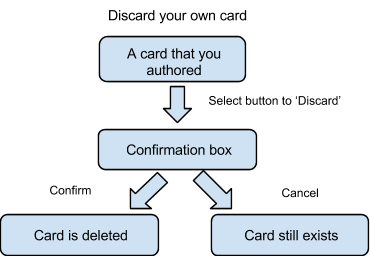 Discard your own card
A card that you
authored
Select button to ‘Discard’
Confirmation box
Confirm
Cancel
Card is deleted
Card still exists